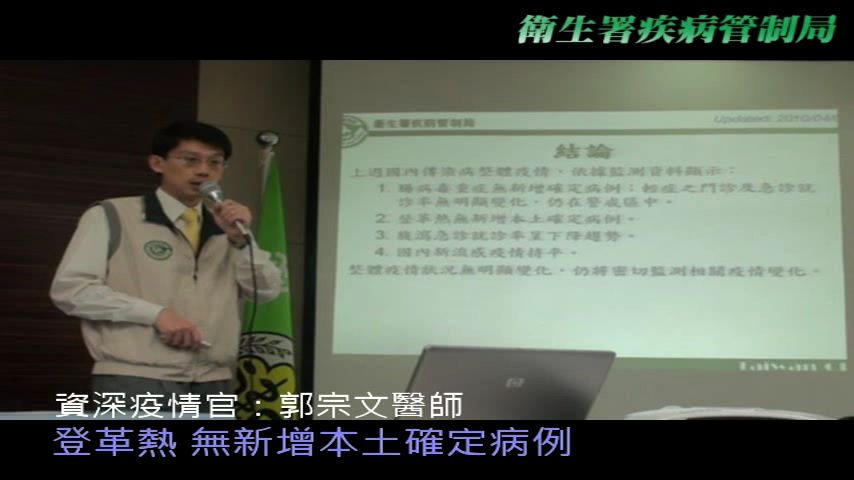 衛生署疾病管制局
衛生署疾病管制局
Updated: 2010/04/
結論
上週國內傳染病整體疫情，依據監測資料顯示：
1. 腸病毒重症無新增確定病例；輕症之門診及急診就
診率無明顯變化，仍在警戒區中。
2. 登革熱無新增本土確定病例。
3. 腹瀉急診就診率呈下降趨勢。
4. 國內新流感疫情持平。
整體疫情狀況無明顯變化，仍將密切監測相關疫情變化。
hp
資深疫情官：郭宗文醫師
登革熱 無新增本土確定病例